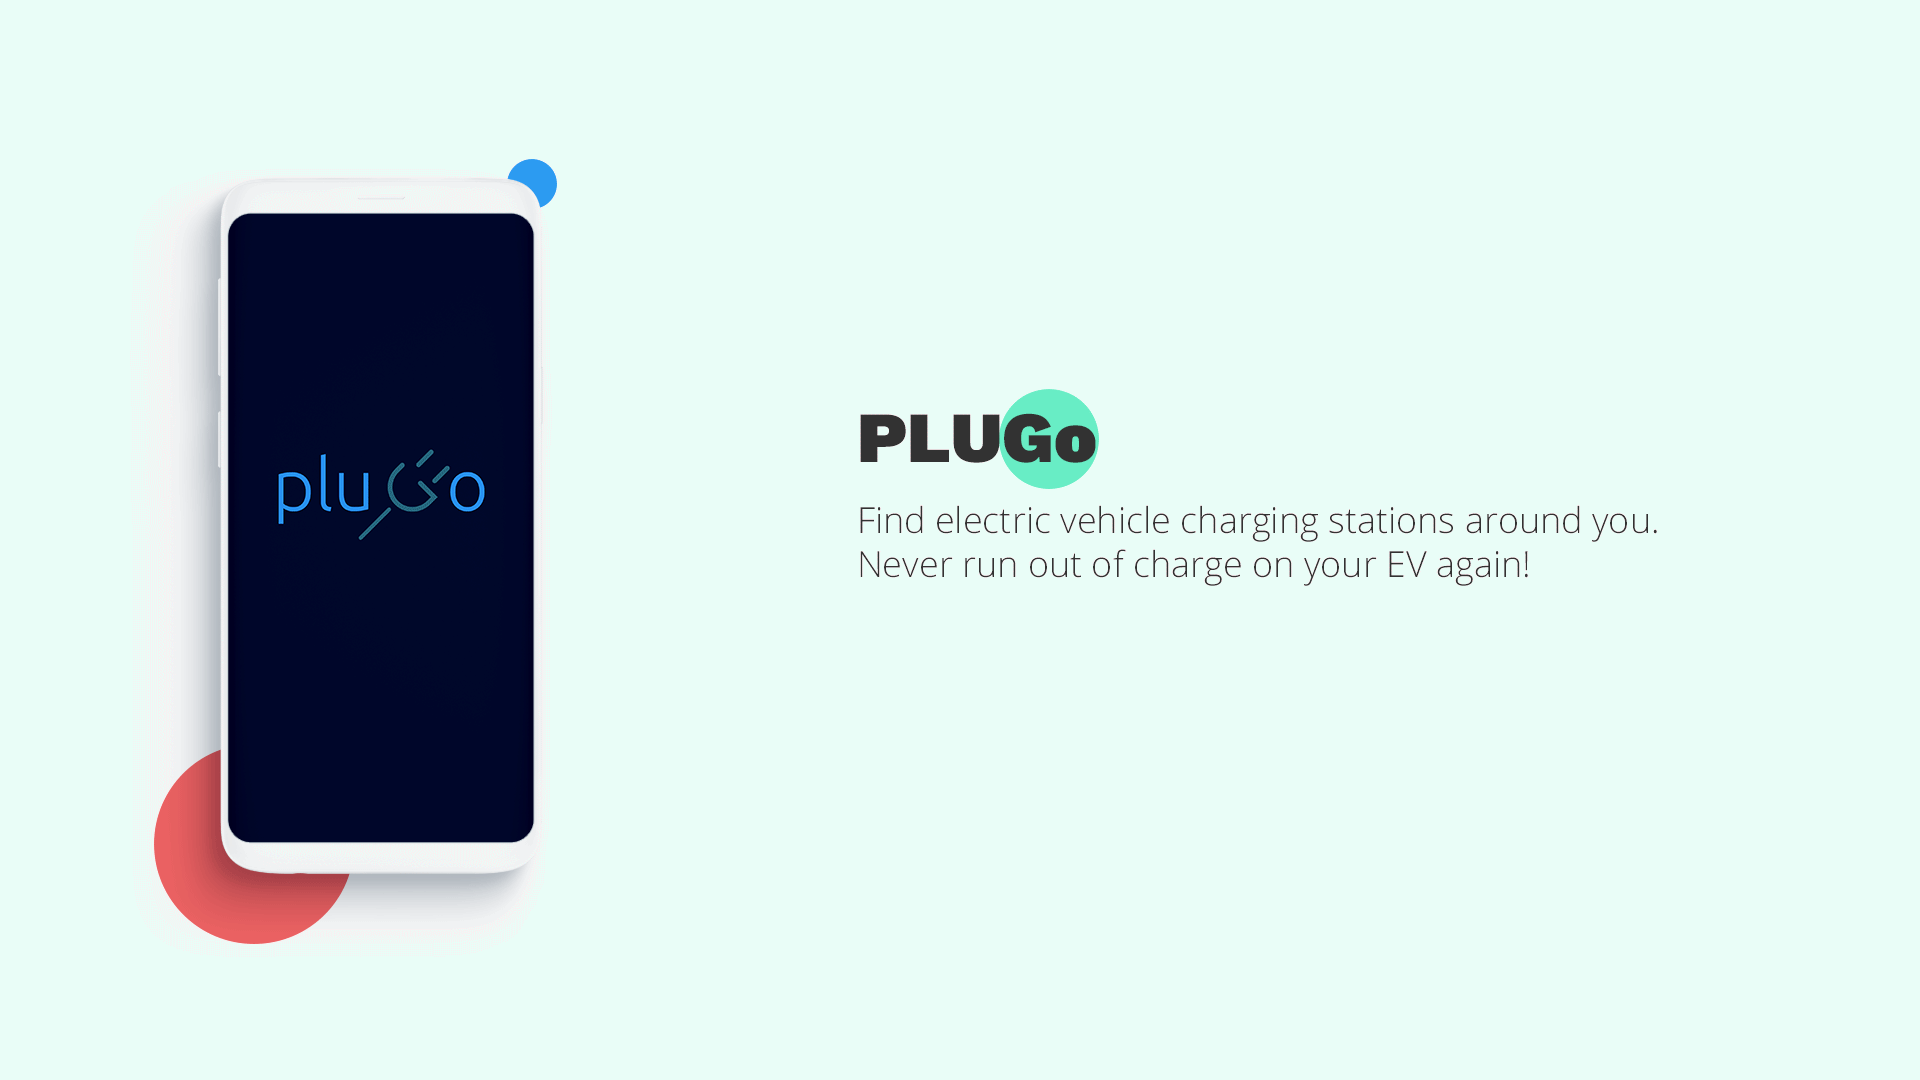 pluGo
PLUGo
Find electric vehicle charging stations around you.
Never run out of charge on your EV again!